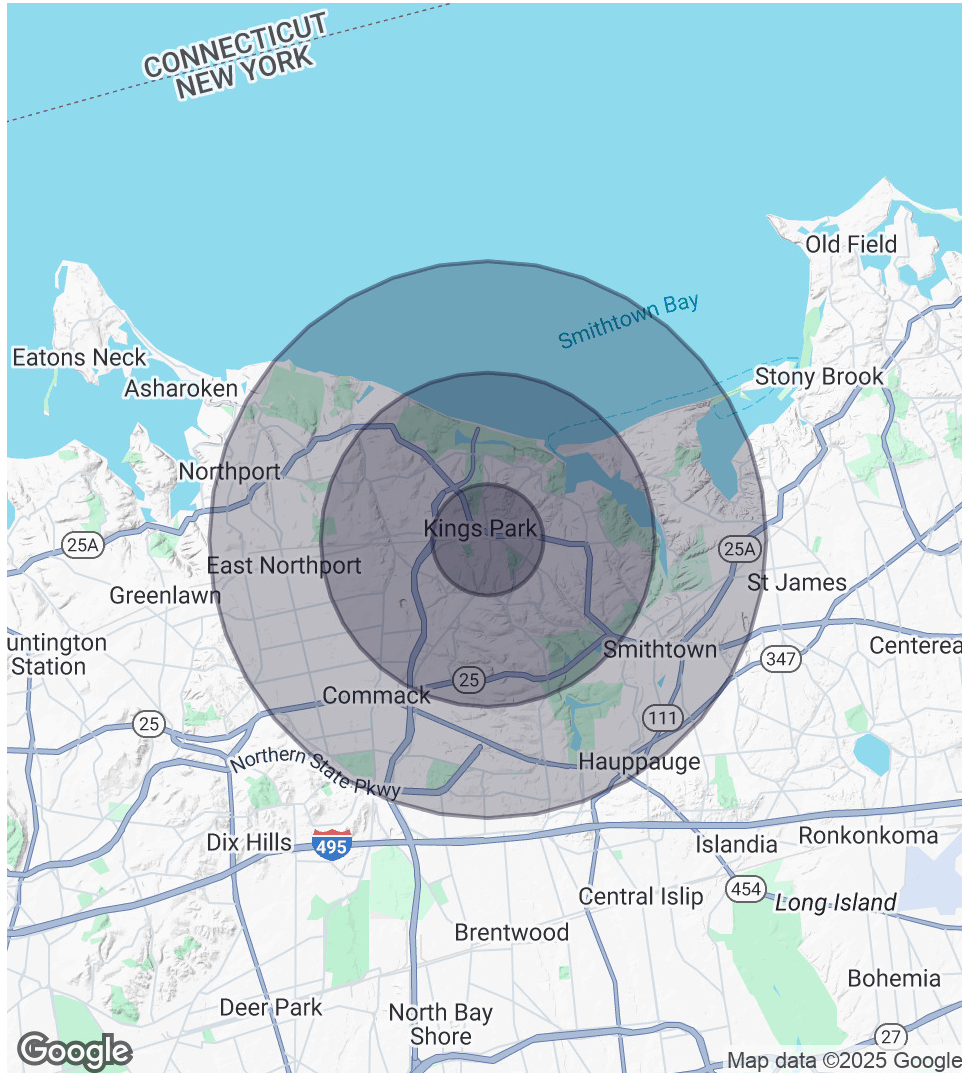 CONNECTICUT
NEW YORK
Old Field
Smithtown Bay
Eatons Neck
Asharoken
Stony Brook
Northport
Kings Park
25A
25A
East Northport
Greenlawn
St James
untington
Station
Smithtown
Centerea
347
25
Commack
111
25
Northern State Pkwy
Hauppauge
Dix Hills
495
Islandia
Ronkonkoma
Central Islip
454
Long Island
Brentwood
Bohemia
Deer Park
North Bay
Shore
27
Google
Map data ©2025 Google